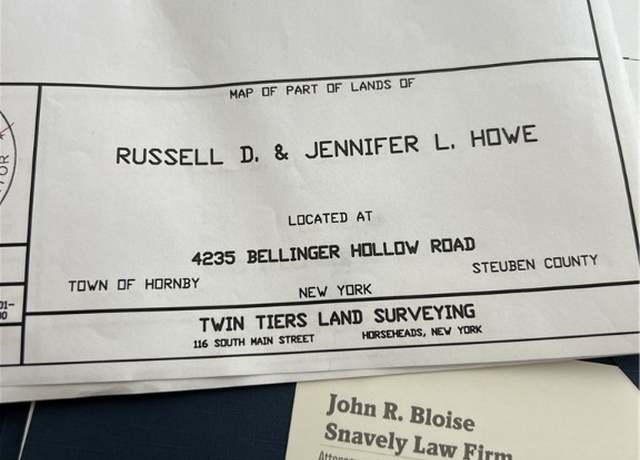 MAP OF PART OF LANDS OF
RUSSELL D. & JENNIFER L. HOWE
LOCATED AT
4235 BELLINGER HOLLOW ROAD
TOWN OF HORNBY STEUBEN COUNTY
NEW YORK
TWIN TIERS LAND SURVEYING
116 SOUTH MAIN STREET HORSEHEADS, NEW YORK
John R. Bloise
Snavely Law Firm